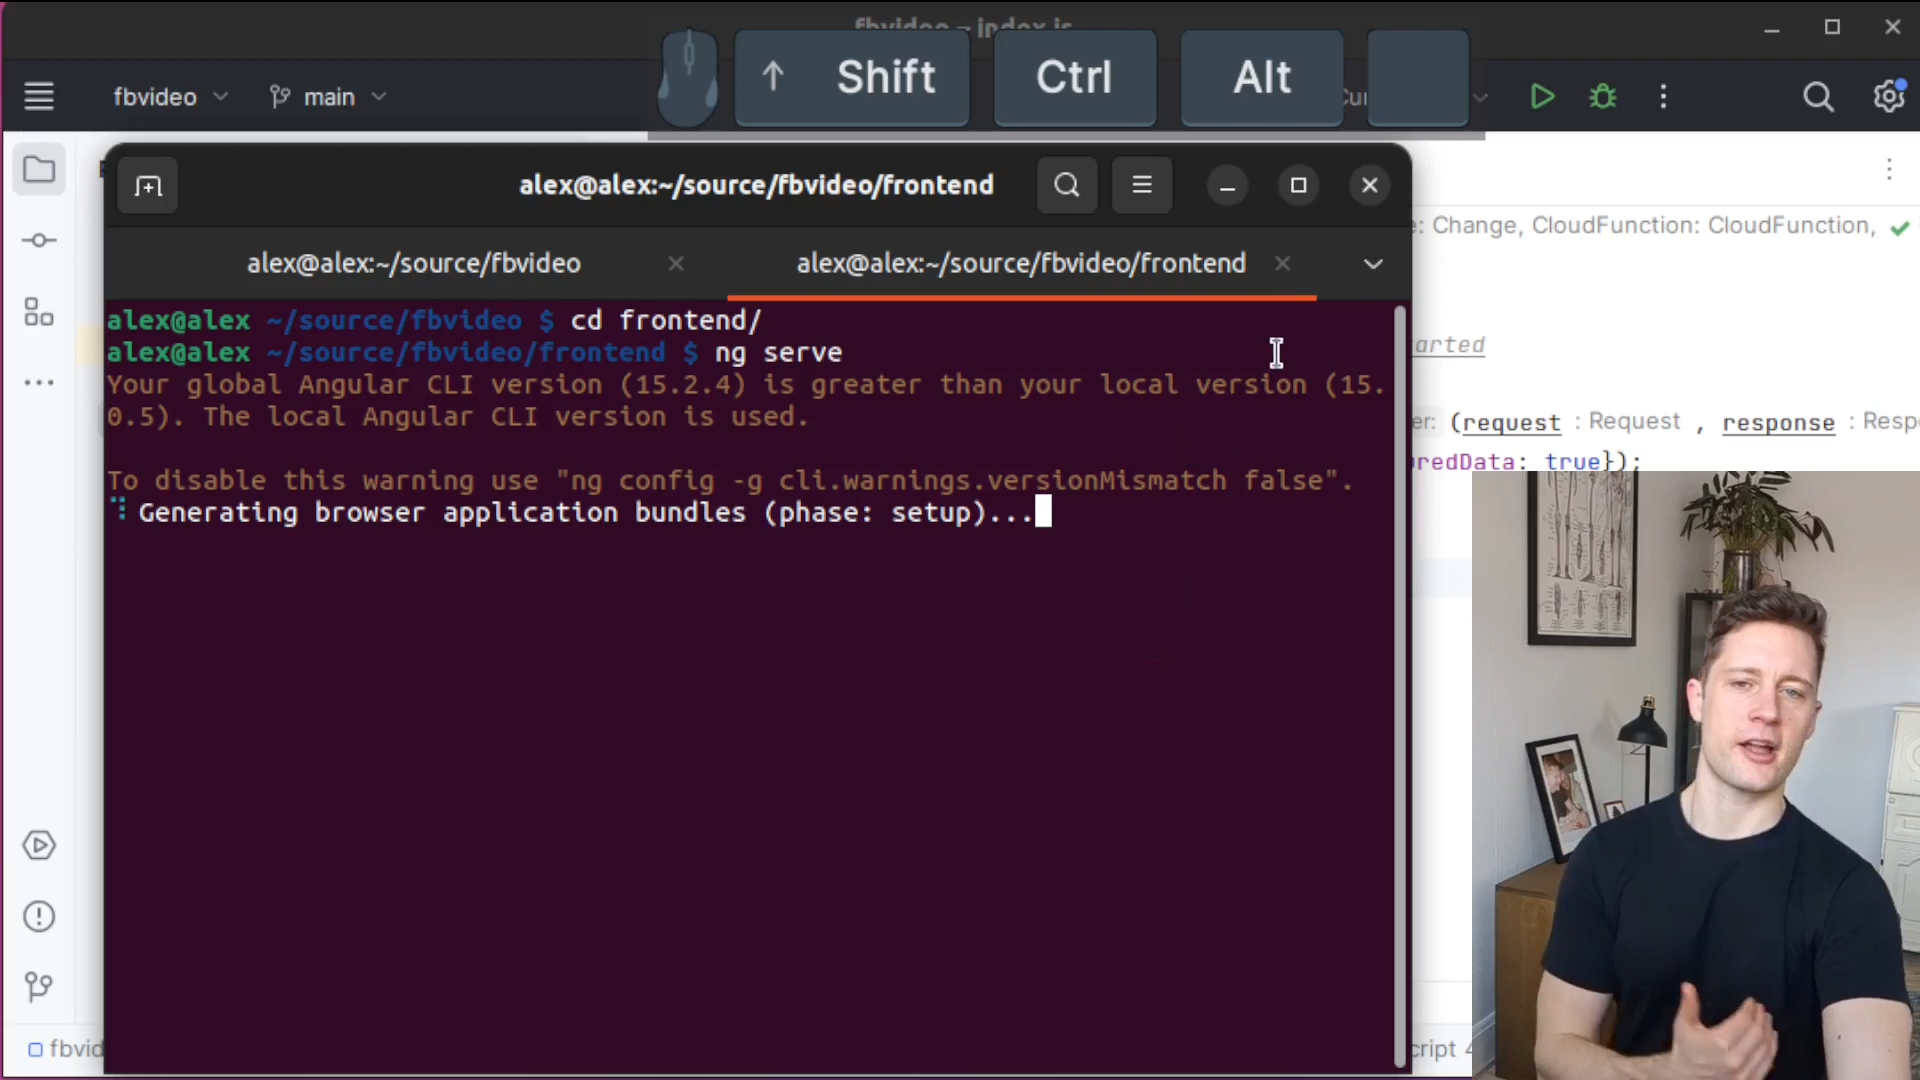 fbvideo – index.js
Shift Ctrl Alt
fbvideo main Cur
alex@alex:~/source/fbvideo/frontend
alex@alex:~/source/fbvideo alex@alex:~/source/fbvideo/frontend
: Change, CloudFunction: CloudFunction,
alex@alex ~/source/fbvideo $ cd frontend/
alex@alex ~/source/fbvideo/frontend $ ng serve
arted
Your global Angular CLI version (15.2.4) is greater than your local version (15.
0.5). The local Angular CLI version is used.
er: (request : Request , response : Resp
uredData: true});
To disable this warning use "ng config -g cli.warnings.versionMismatch false".
Generating browser application bundles (phase: setup)...
fbvid
cript 4